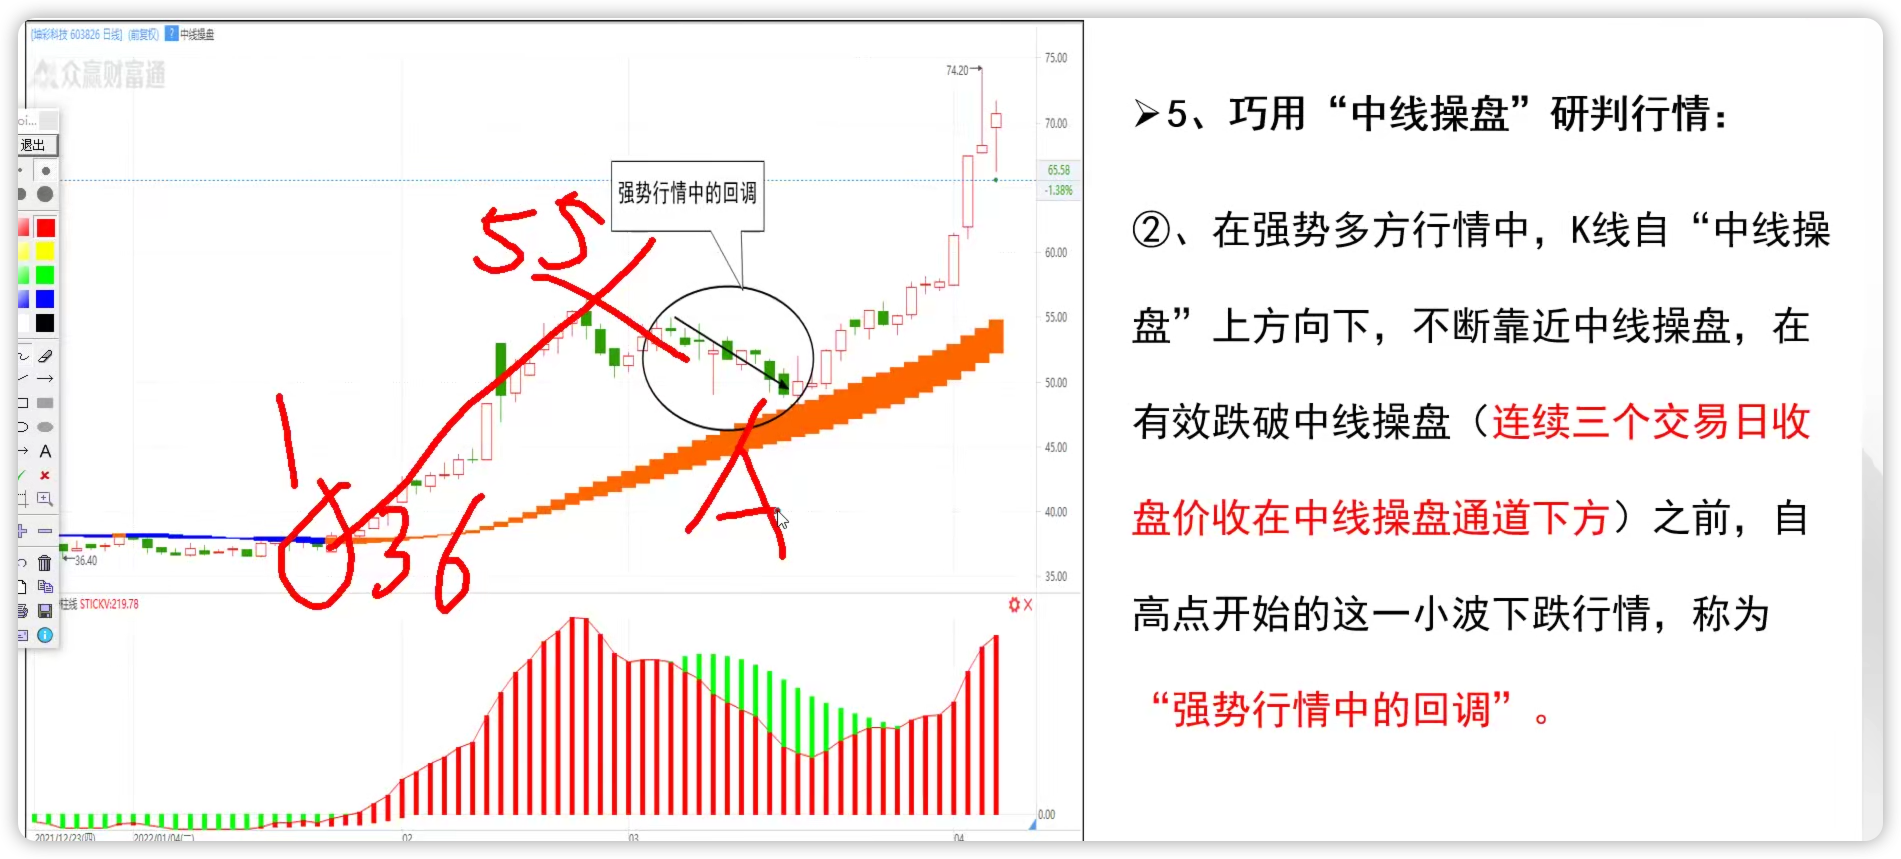 [坤彩科技 603826 日线] (前复权) ? 中线操盘
众赢财富通
oi...
退出
A
36.40
74.20
强势行情中的回调
75.00
70.00
65.58
-1.38%
60.00
55.00
50.00
45.00
40.00
35.00
55
1
36
柱线 STICKV:219.78
0.00
2021/12/23(四)
2022/01/04(二)
02
03
04
➢5、巧用“中线操盘”研判行情：
②、在强势多方行情中，K线自“中线操
盘”上方向下，不断靠近中线操盘，在
有效跌破中线操盘（连续三个交易日收
盘价收在中线操盘通道下方）之前，自
高点开始的这一小波下跌行情，称为
“强势行情中的回调”。